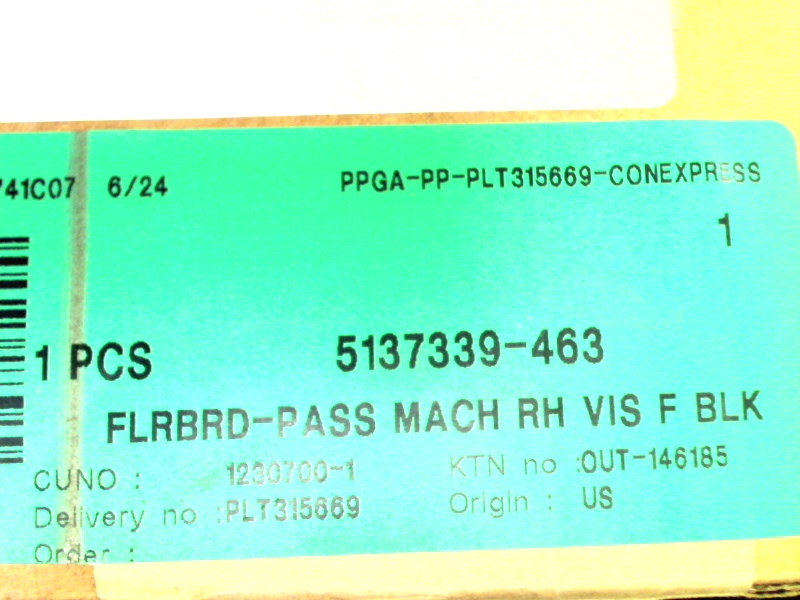 741C07 6/24 PPGA-PP-PLT315669-CONEXPRESS
1
1 PCS 5137339-463
FLRBRD-PASS MACH RH VIS F BLK
CUNO : 1230700-1 KTN no :OUT-146185
Delivery no :PLT315669 Origin : US
Order :